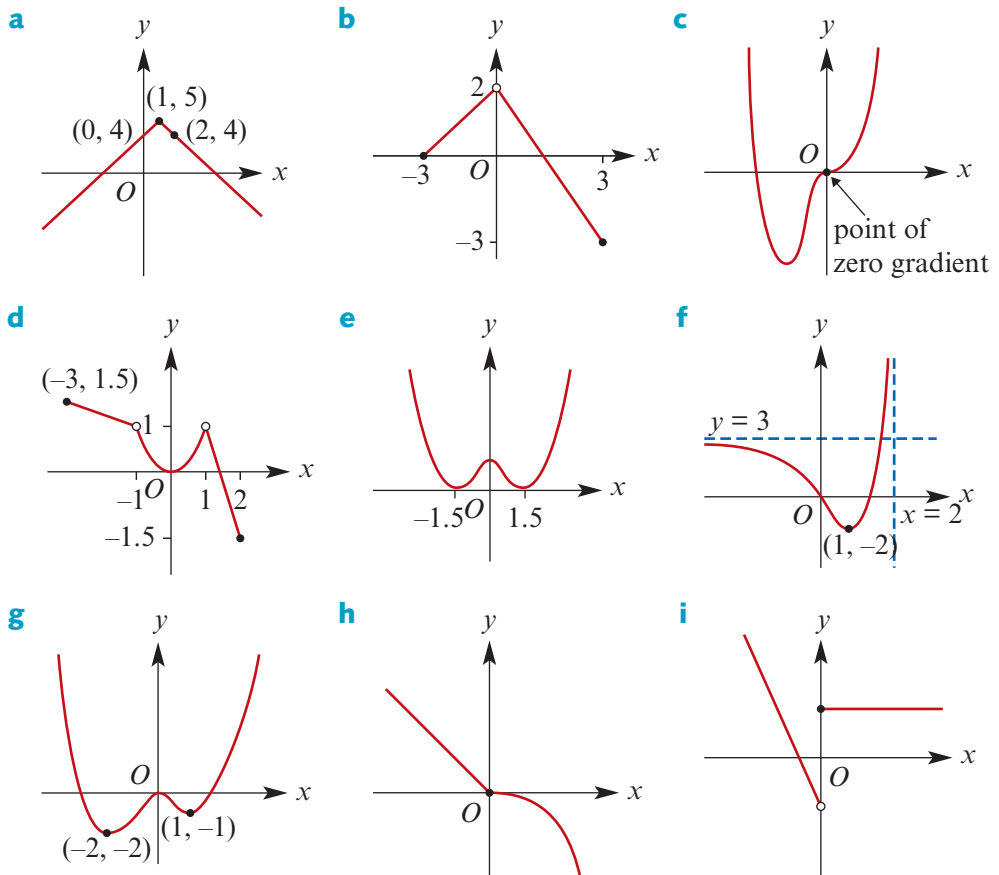 a
y
(1, 5)
(0, 4)
(2, 4)
x
O
b
y
2
O
x
–3
3
–3
c
y
O
x
point of
zero gradient
d
y
(–3, 1.5)
1
O
x
–1
1
2
–1.5
e
y
x
–1.5
O
1.5
f
y
y = 3
x
O
x = 2
(1, –2)
g
y
O
x
(1, –1)
(–2, –2)
h
y
x
O
i
y
x
O